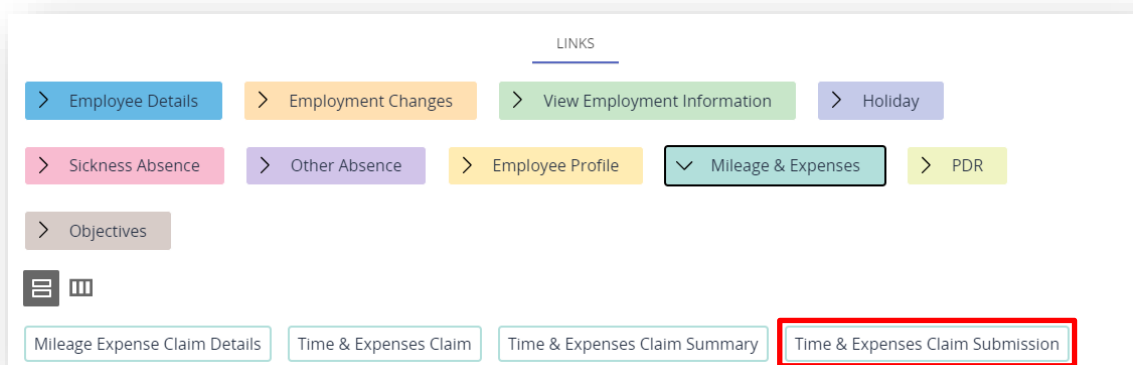 LINKS
Employee Details Employment Changes View Employment Information Holiday
Sickness Absence Other Absence Employee Profile Mileage & Expenses PDR
Objectives
Mileage Expense Claim Details Time & Expenses Claim Time & Expenses Claim Summary Time & Expenses Claim Submission